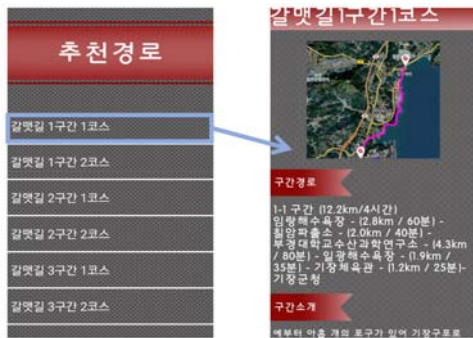 추천경로
갈맷길 1구간 1코스
갈맷길 1구간 2코스
갈맷길 2구간 1코스
갈맷길 2구간 2코스
갈맷길 3구간 1코스
갈맷길 3구간 2코스
갈맷길1구간1코스
구간경로
1-1 구간 (12.2km/4시간)
임랑해수욕장 - (2.8km / 60분) -
칠암파출소 - (2.0km / 40분) -
부경대학교수산과학연구소 - (4.3km
/ 80분) - 일광해수욕장 - (1.9km /
35분) - 기장체육관 - (1.2km / 25분)-
기장군청
구간소개
예부터 아홉 개의 포구가 있어 기장구포로